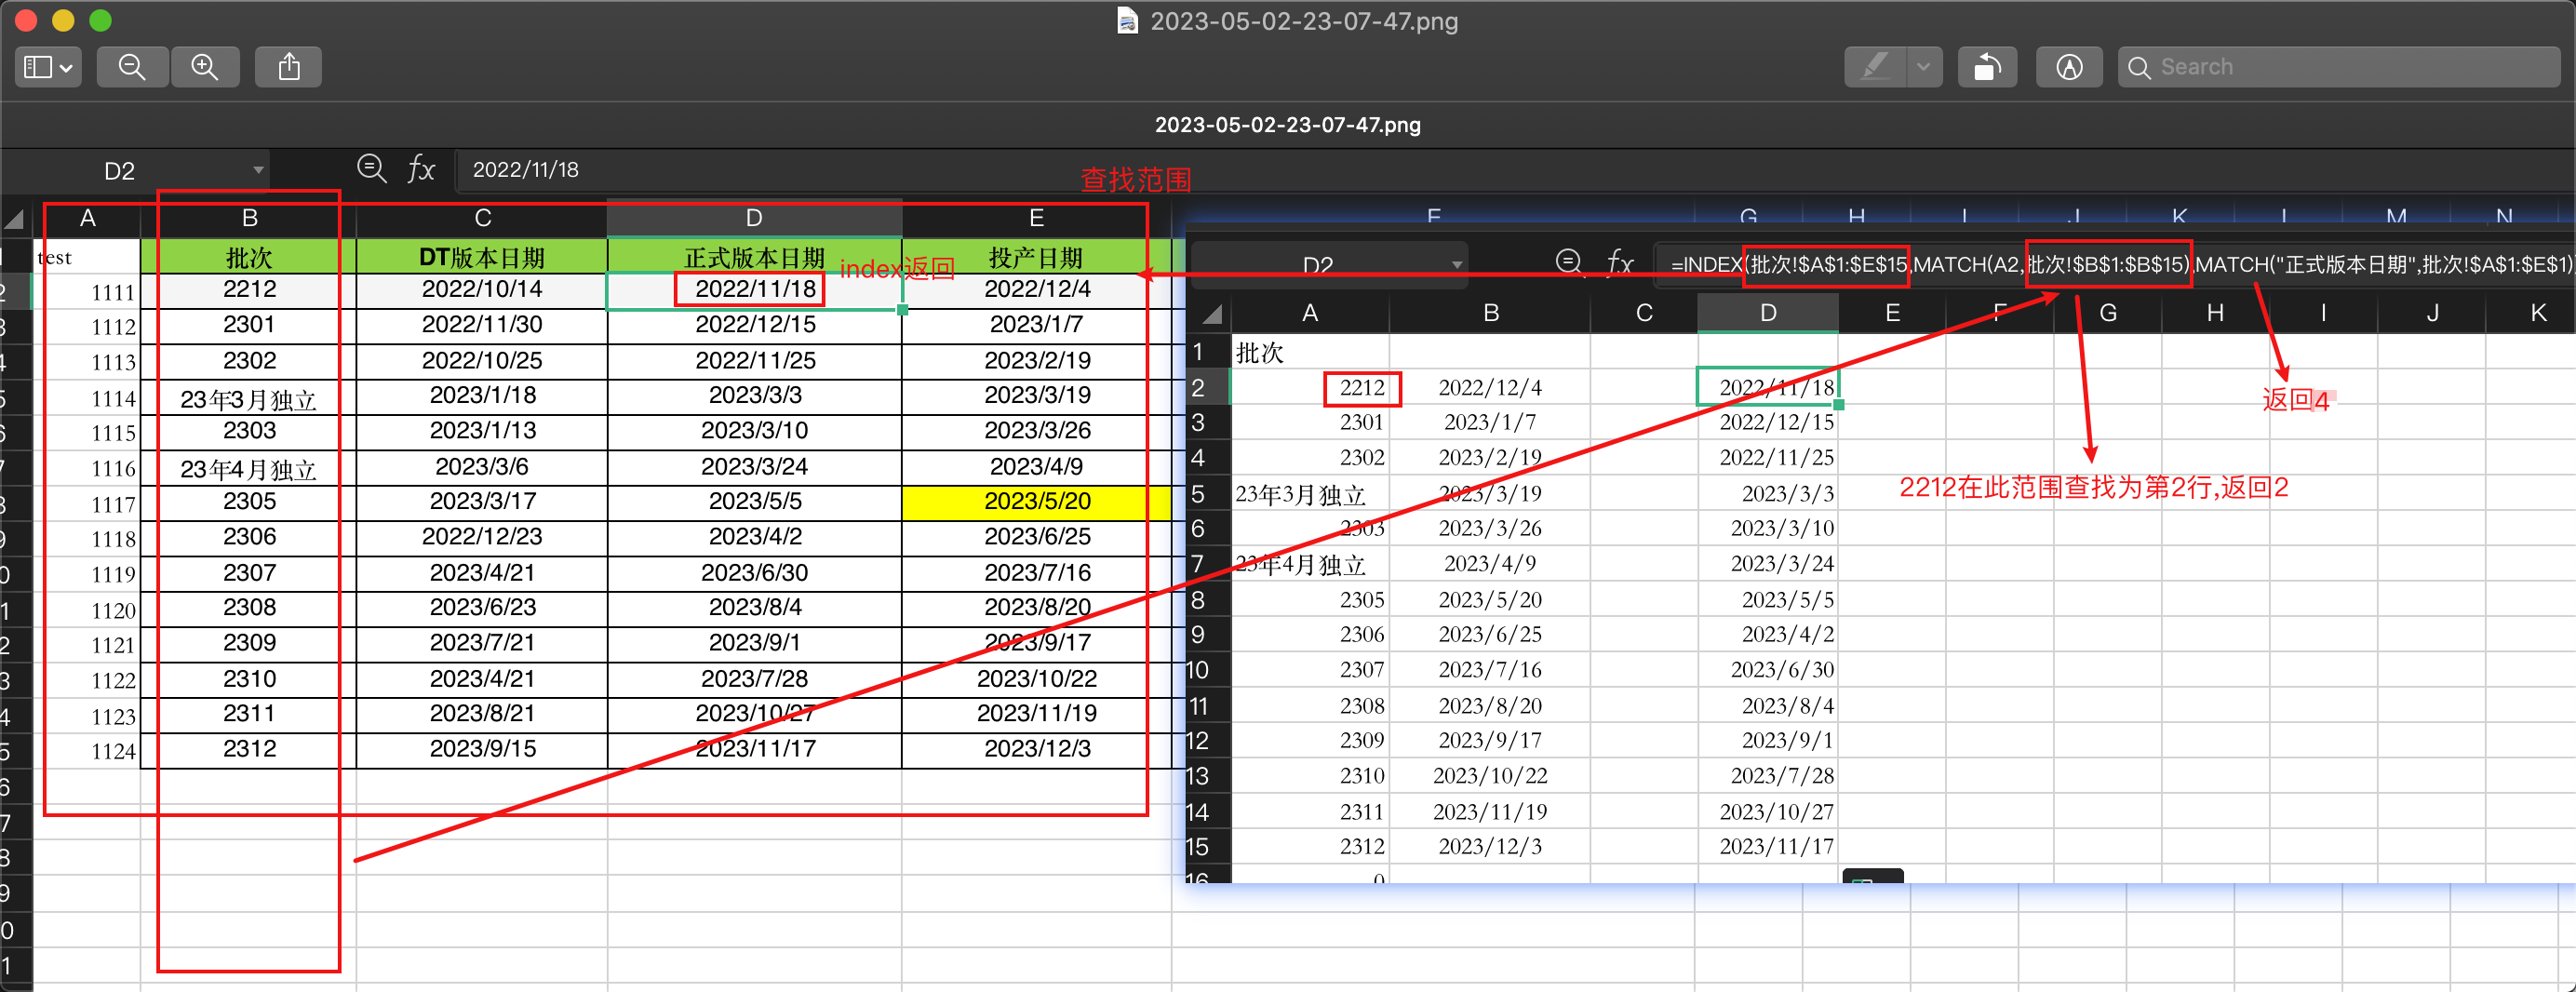 2023-05-02-23-07-47.png
Search
2023-05-02-23-07-47.png
D2
fx
2022/11/18
查找范围
A B C D E
test 批次 DT版本日期 正式版本日期 投产日期
index返回
1111 2212 2022/10/14 2022/11/18 2022/12/4
1112 2301 2022/11/30 2022/12/15 2023/1/7
1113 2302 2022/10/25 2022/11/25 2023/2/19
1114 23年3月独立 2023/1/18 2023/3/3 2023/3/19
1115 2303 2023/1/13 2023/3/10 2023/3/26
1116 23年4月独立 2023/3/6 2023/3/24 2023/4/9
1117 2305 2023/3/17 2023/5/5 2023/5/20
1118 2306 2022/12/23 2023/4/2 2023/6/25
1119 2307 2023/4/21 2023/6/30 2023/7/16
1120 2308 2023/6/23 2023/8/4 2023/8/20
1121 2309 2023/7/21 2023/9/1 2023/9/17
1122 2310 2023/4/21 2023/7/28 2023/10/22
1123 2311 2023/8/21 2023/10/27 2023/11/19
1124 2312 2023/9/15 2023/11/17 2023/12/3
F G H I J K L M N
D2
fx
=INDEX(批次!$A$1:$E$15,MATCH(A2,批次!$B$1:$B$15),MATCH("正式版本日期",批次!$A$1:$E$1))
A B C D E F G H I J K
1 批次
2 2212 2022/12/4 2022/11/18
3 2301 2023/1/7 2022/12/15
4 2302 2023/2/19 2022/11/25
5 23年3月独立 2023/3/19 2023/3/3
6 2303 2023/3/26 2023/3/10
7 23年4月独立 2023/4/9 2023/3/24
8 2305 2023/5/20 2023/5/5
9 2306 2023/6/25 2023/4/2
10 2307 2023/7/16 2023/6/30
11 2308 2023/8/20 2023/8/4
12 2309 2023/9/17 2023/9/1
13 2310 2023/10/22 2023/7/28
14 2311 2023/11/19 2023/10/27
15 2312 2023/12/3 2023/11/17
16 0
返回4
2212在此范围查找为第2行,返回2